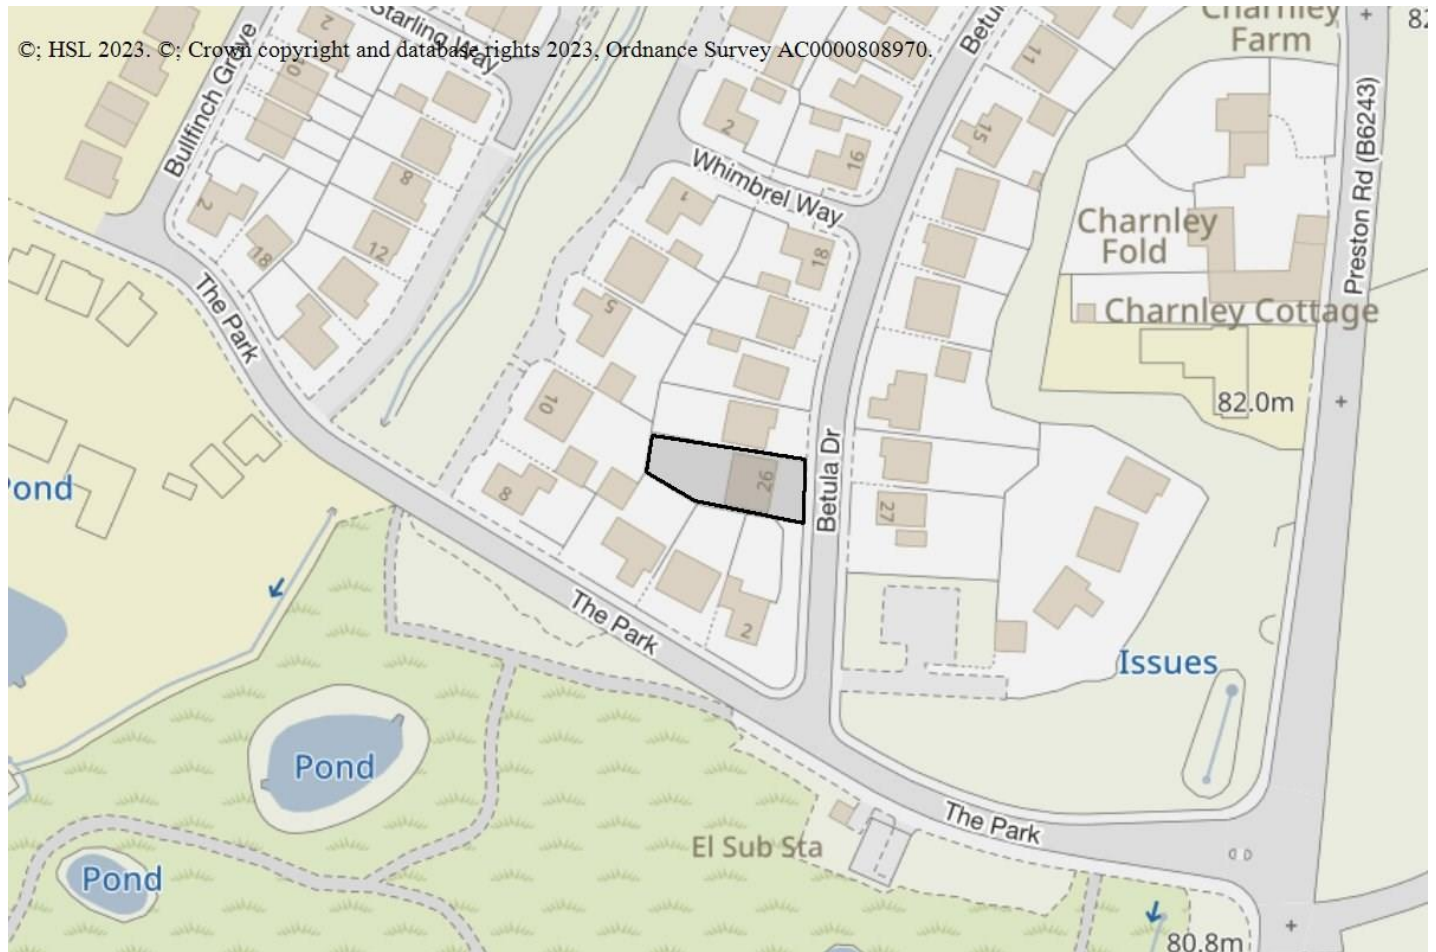 Charnley
Farm
82
Starling Way
Betul
2
©; HSL 2023. ©; Crown copyright and database rights 2023, Ordnance Survey AC0000808970.
Bullfinch Grove
10
11
8
2
16
15
Whimbrel Way
Preston Rd (B6243)
2
18
12
1
18
Charnley
Fold
The Park
5
Charnley Cottage
82.0m
10
Betula Dr
Pond
8
26
27
The Park
2
Issues
Pond
The Park
El Sub Sta
Pond
80.8m